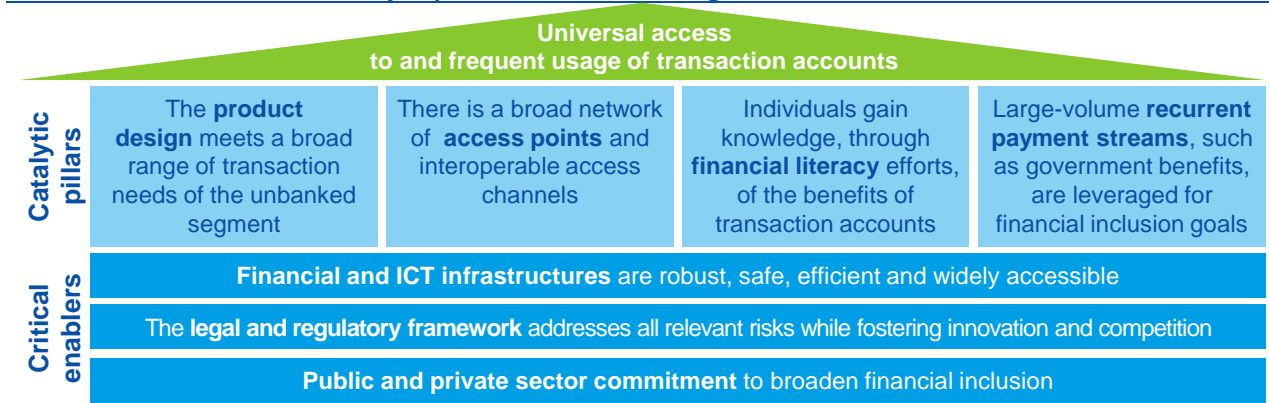 Universal access
to and frequent usage of transaction accounts
Catalytic
pillars
The product
design meets a broad
range of transaction
needs of the unbanked
segment
There is a broad network
of access points and
interoperable access
channels
Individuals gain
knowledge, through
financial literacy efforts,
of the benefits of
transaction accounts
Large-volume recurrent
payment streams, such
as government benefits,
are leveraged for
financial inclusion goals
Critical
enablers
Financial and ICT infrastructures are robust, safe, efficient and widely accessible
The legal and regulatory framework addresses all relevant risks while fostering innovation and competition
Public and private sector commitment to broaden financial inclusion